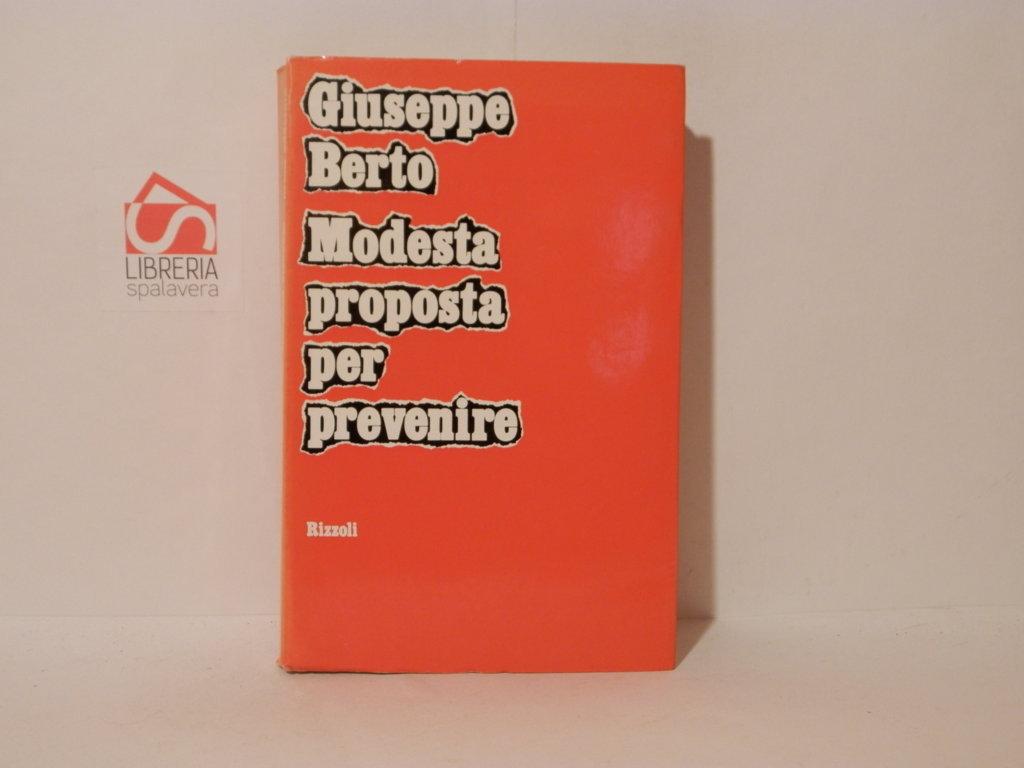 Giuseppe
Berto
Modesta
proposta
per
prevenire
Rizzoli
LIBRERIA
spalavera